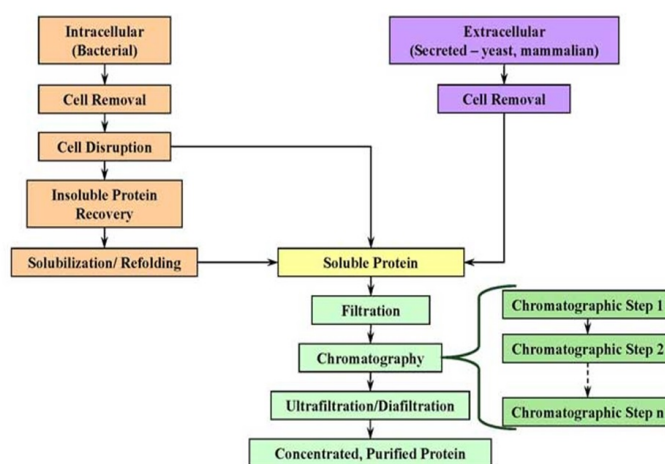 Intracellular
(Bacterial)
Cell Removal
Cell Disruption
Insoluble Protein
Recovery
Solubilization/ Refolding
Extracellular
(Secreted – yeast, mammalian)
Cell Removal
Soluble Protein
Filtration
Chromatography
Ultrafiltration/Diafiltration
Concentrated, Purified Protein
Chromatographic Step 1
Chromatographic Step 2
Chromatographic Step n